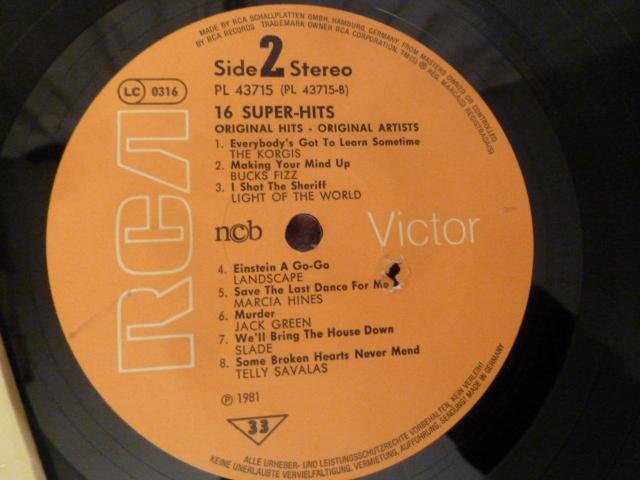 MADE BY RCA SCHALLPLATTEN GMBH, HAMBURG, GERMANY, FROM MASTERS OWNED OR CONTROLLED
BY RCA RECORDS TRADEMARK OWNER RCA CORPORATION, TM(S) ® REG. MARCA(S) REGISTRADA(S)
Side 2 Stereo
PL 43715 (PL 43715-B)
LC 0316
16 SUPER-HITS
ORIGINAL HITS - ORIGINAL ARTISTS
1. Everybody's Got To Learn Sometime
THE KORGIS
2. Making Your Mind Up
BUCKS FIZZ
3. I Shot The Sheriff
LIGHT OF THE WORLD
RCA
ncb
Victor
4. Einstein A Go-Go
LANDSCAPE
5. Save The Last Dance For Me
MARCIA HINES
6. Murder
JACK GREEN
7. We'll Bring The House Down
SLADE
8. Some Broken Hearts Never Mend
TELLY SAVALAS
℗ 1981
33
ALLE URHEBER- UND LEISTUNGSSCHUTZRECHTE VORBEHALTEN. KEIN VERLEIH!
KEINE UNERLAUBTE VERVIELFÄLTIGUNG, VERMIETUNG, AUFFÜHRUNG, SENDUNG! MADE IN GERMANY